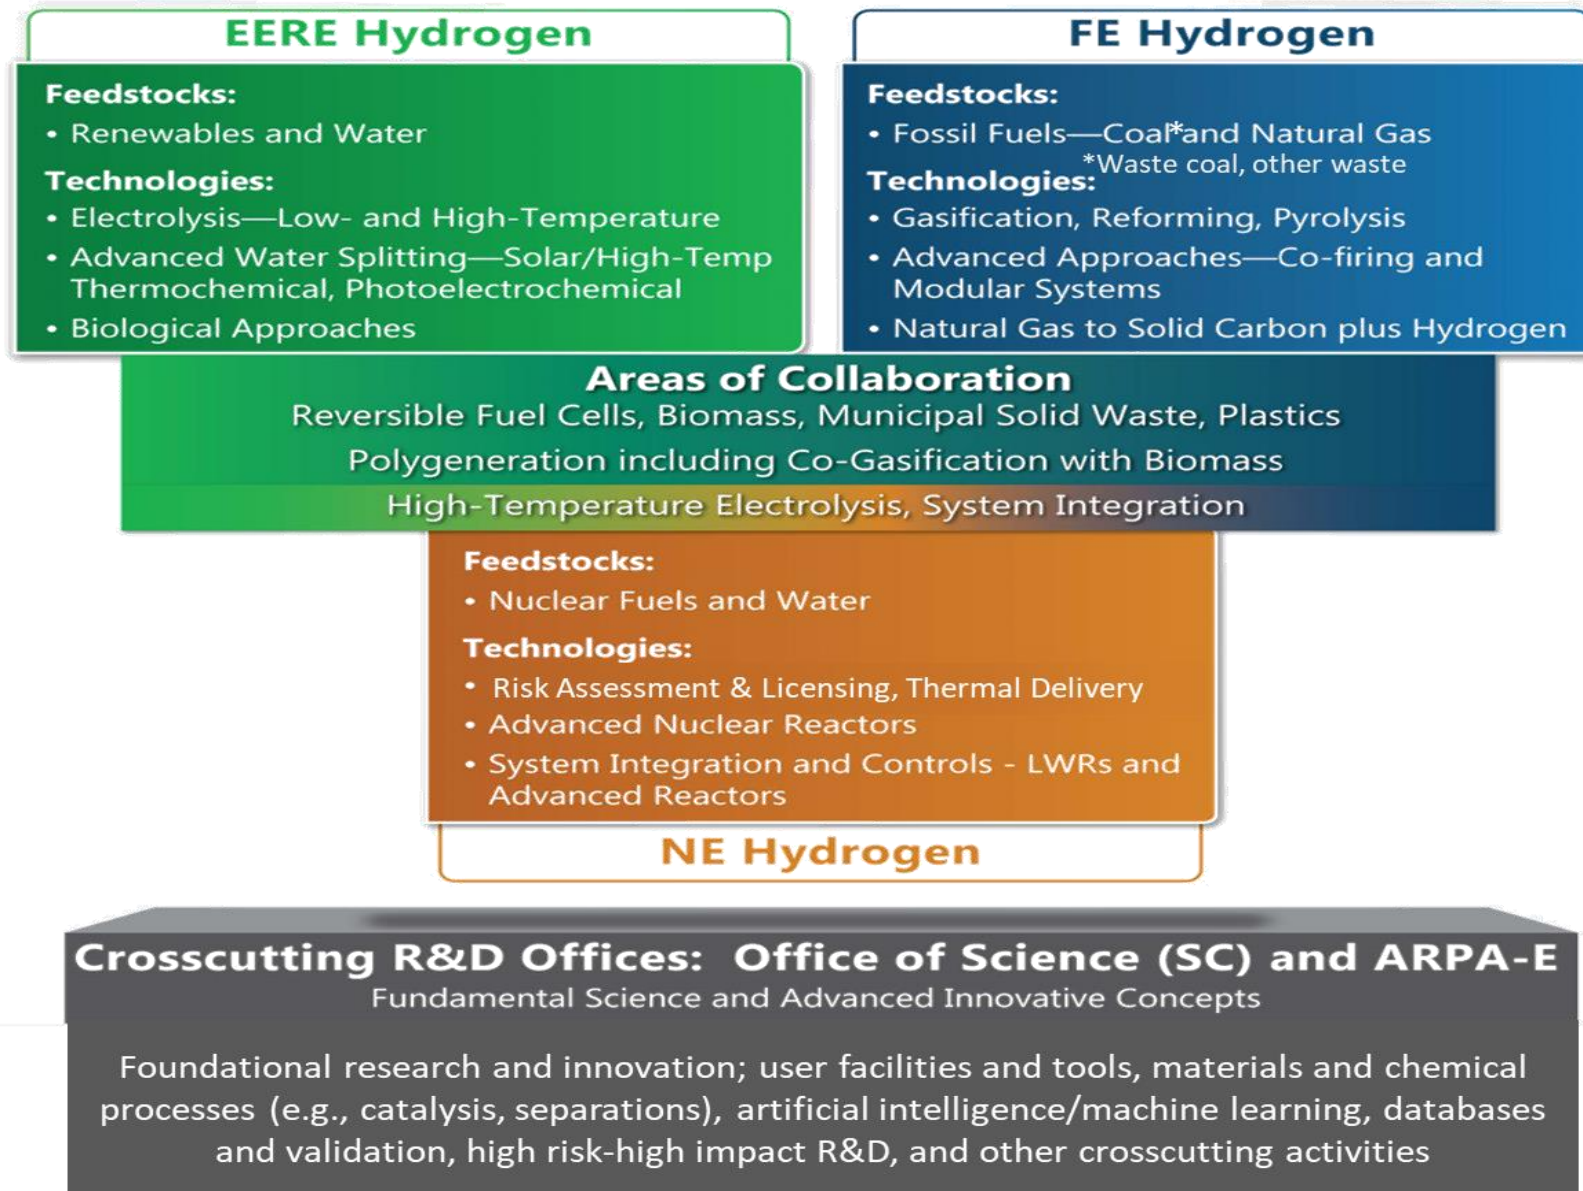 EERE Hydrogen
Feedstocks:
• Renewables and Water
Technologies:
• Electrolysis—Low- and High-Temperature
• Advanced Water Splitting—Solar/High-Temp
Thermochemical, Photoelectrochemical
• Biological Approaches
FE Hydrogen
Feedstocks:
• Fossil Fuels—Coal*and Natural Gas
*Waste coal, other waste
Technologies:
• Gasification, Reforming, Pyrolysis
• Advanced Approaches—Co-firing and
Modular Systems
• Natural Gas to Solid Carbon plus Hydrogen
Areas of Collaboration
Reversible Fuel Cells, Biomass, Municipal Solid Waste, Plastics
Polygeneration including Co-Gasification with Biomass
High-Temperature Electrolysis, System Integration
Feedstocks:
• Nuclear Fuels and Water
Technologies:
• Risk Assessment & Licensing, Thermal Delivery
• Advanced Nuclear Reactors
• System Integration and Controls - LWRs and
Advanced Reactors
NE Hydrogen
Crosscutting R&D Offices: Office of Science (SC) and ARPA-E
Fundamental Science and Advanced Innovative Concepts
Foundational research and innovation; user facilities and tools, materials and chemical
processes (e.g., catalysis, separations), artificial intelligence/machine learning, databases
and validation, high risk-high impact R&D, and other crosscutting activities